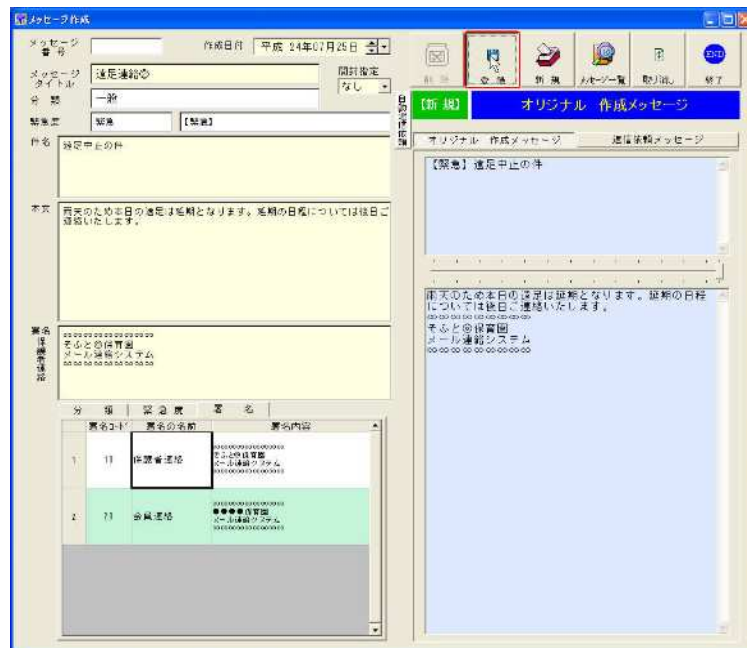 メッセージ作成
メッセージ番号
作成日付 平成 24年07月25日
メッセージタイトル 遠足連絡②
開封指定
なし
分 類 一般
緊急度 緊急 【緊急】
件名 遠足中止の件
本文 雨天のため本日の遠足は延期となります。延期の日程については後日ご
連絡いたします。
署名 保護者連絡
∞∞∞∞∞∞∞∞∞∞
そふと@保育園
メール連絡システム
∞∞∞∞∞∞∞∞∞∞
分 類 緊 急 度 署 名
署名コード 署名の名前 署名内容
1 11 保護者連絡
そふと@保育園
メール連絡システム
2 21 会員連絡
●●●●保育園
メール連絡システム
登 録 新 規 メッセージ一覧 取り消し 終了
END
【新 規】 オリジナル 作成メッセージ
オリジナル 作成メッセージ 送信依頼メッセージ
【緊急】遠足中止の件
雨天のため本日の遠足は延期となります。延期の日程
については後日ご連絡いたします。
∞∞∞∞∞∞∞∞∞∞
そふと@保育園
メール連絡システム
∞∞∞∞∞∞∞∞∞∞